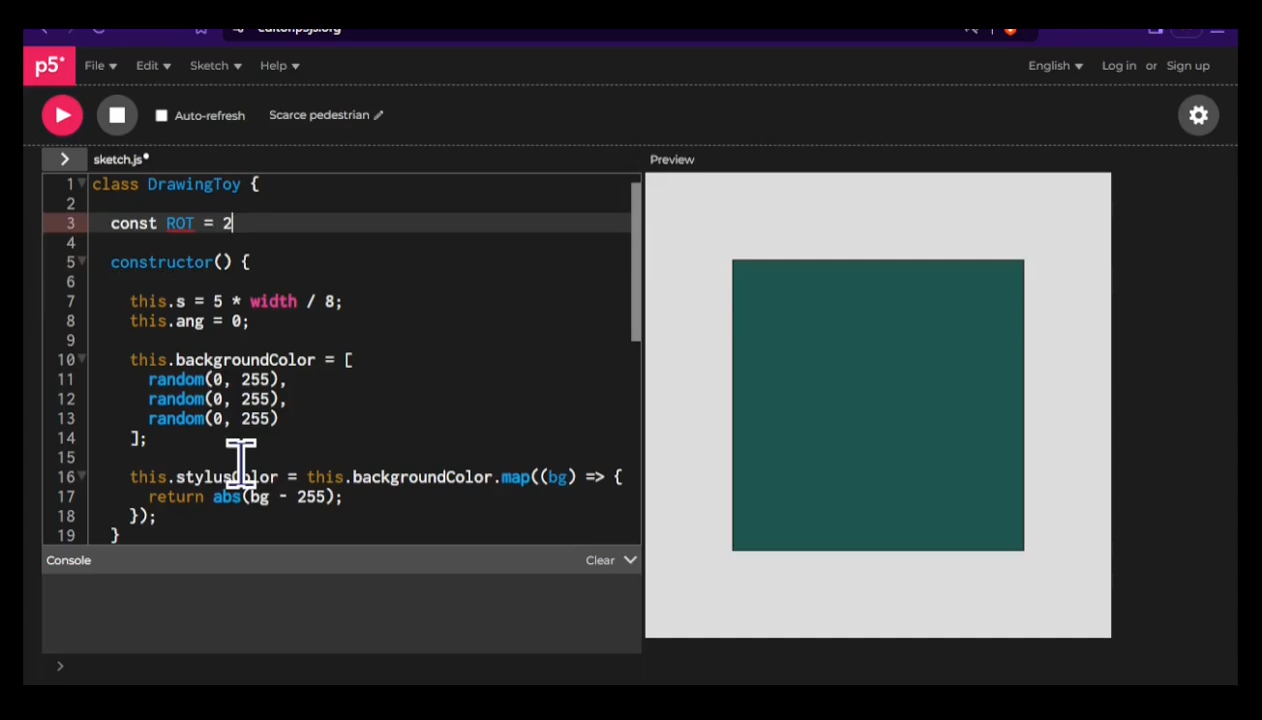 editor.p5js.org
p5*
File
Edit
Sketch
Help
English
Log in or Sign up
Auto-refresh
Scarce pedestrian
> sketch.js•
Preview
1 class DrawingToy {
2
3 const ROT = 2
4
5 constructor() {
6
7 this.s = 5 * width / 8;
8 this.ang = 0;
9
10 this.backgroundColor = [
11 random(0, 255),
12 random(0, 255),
13 random(0, 255)
14 ];
15
16 this.stylusColor = this.backgroundColor.map((bg) => {
17 return abs(bg - 255);
18 });
19 }
Console
Clear
>